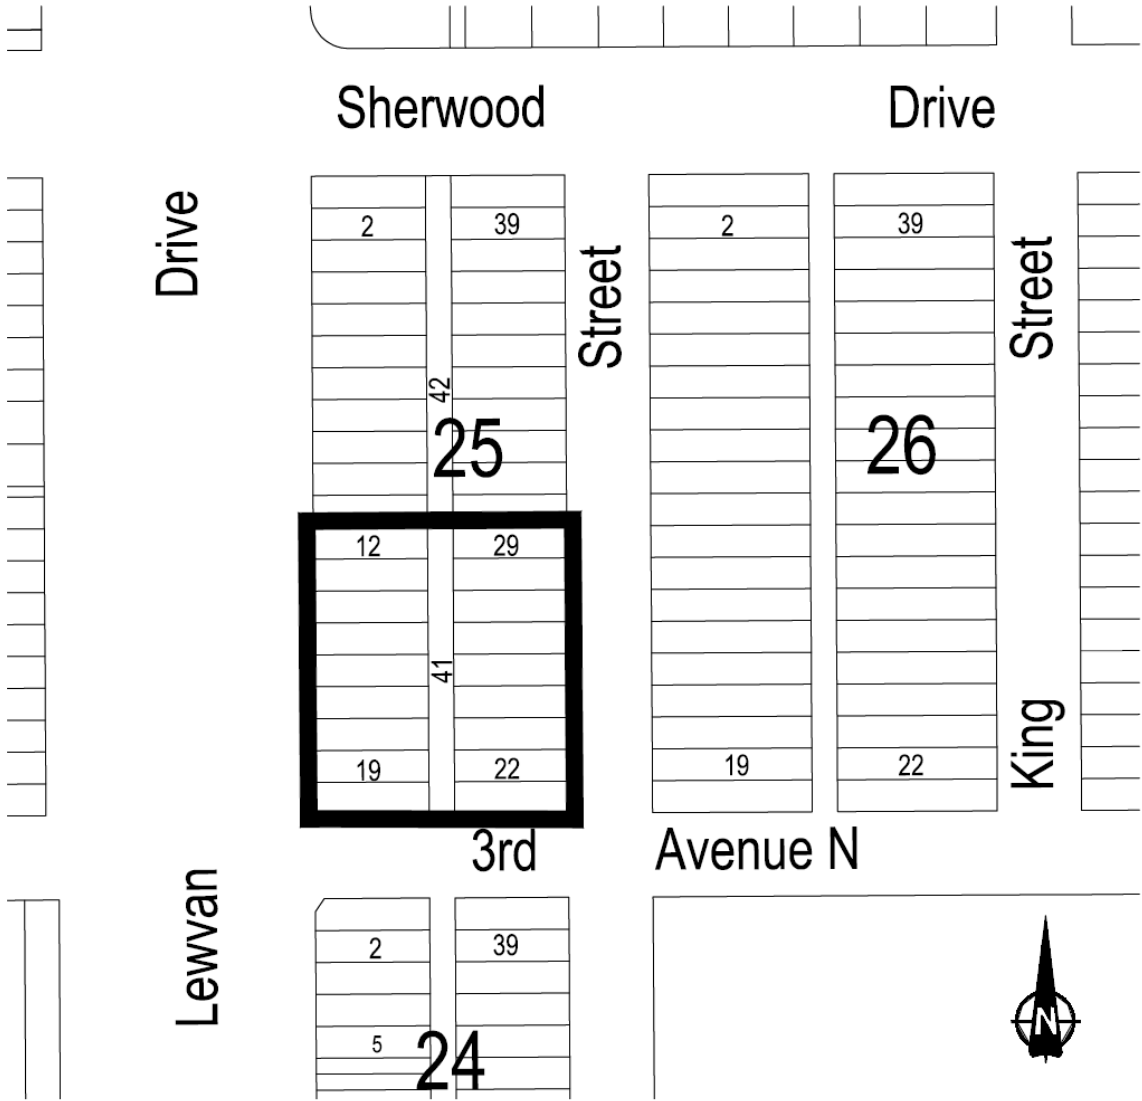 Sherwood Drive
Drive
2 39 2 39
Street Street
42
25 26
12 29
41
King
19 22 19 22
3rd Avenue N
Lewvan
2 39
5
24
N